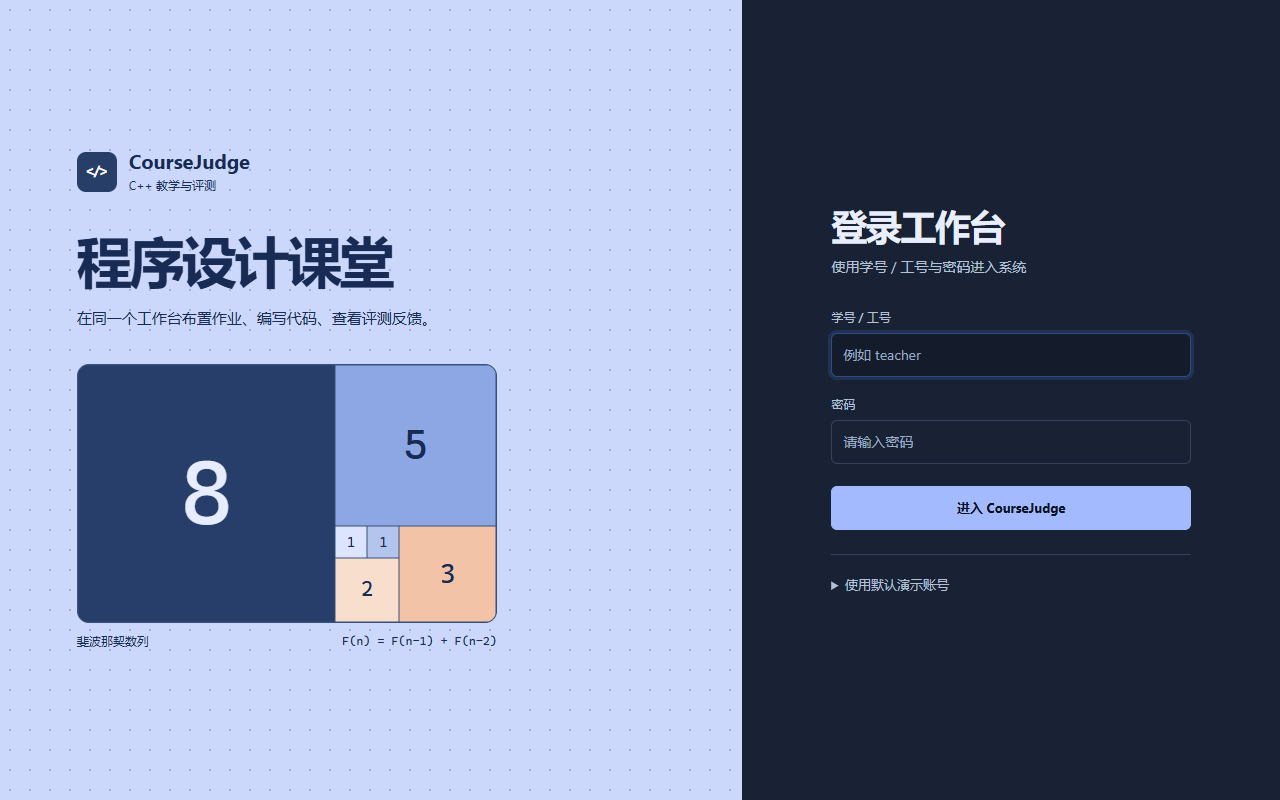 </>
CourseJudge
C++ 教学与评测
程序设计课堂
在同一个工作台布置作业、编写代码、查看评测反馈。
8
5
1
1
2
3
斐波那契数列
F(n) = F(n−1) + F(n−2)
登录工作台
使用学号 / 工号与密码进入系统
学号 / 工号
例如 teacher
密码
请输入密码
进入 CourseJudge
使用默认演示账号